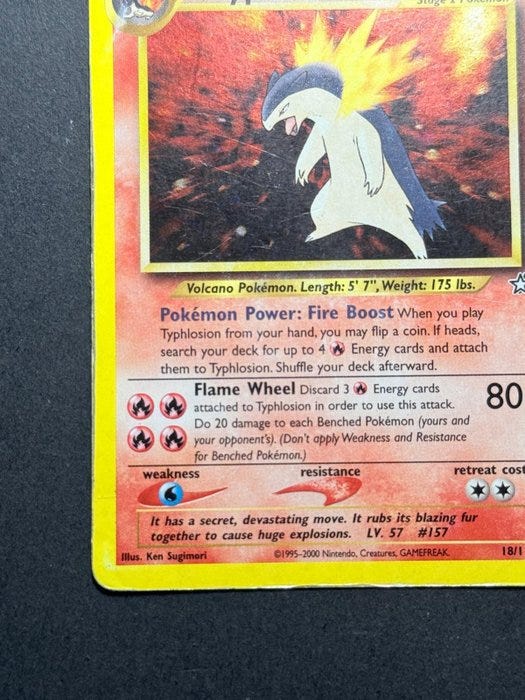 Volcano Pokémon. Length: 5' 7", Weight: 175 lbs.
Pokémon Power: Fire Boost When you play
Typhlosion from your hand, you may flip a coin. If heads,
search your deck for up to 4 Energy cards and attach
them to Typhlosion. Shuffle your deck afterward.
Flame Wheel Discard 3 Energy cards
attached to Typhlosion in order to use this attack.
Do 20 damage to each Benched Pokémon (yours and
your opponent's). (Don't apply Weakness and Resistance
for Benched Pokémon.)
80
weakness resistance retreat cost
It has a secret, devastating move. It rubs its blazing fur
together to cause huge explosions. LV. 57 #157
Illus. Ken Sugimori ©1995-2000 Nintendo, Creatures, GAMEFREAK. 18/1